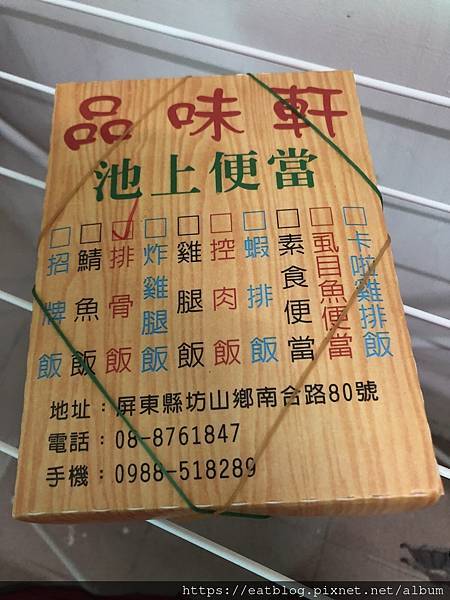 品味軒
池上便當
□招牌飯
□鯖魚飯
☑排骨飯
□炸雞腿飯
□雞腿飯
□控肉飯
□蝦排飯
□素食便當
□虱目魚便當
□卡啦雞排飯
地址：屏東縣坊山鄉南合路80號
電話：08-8761847
手機：0988-518289
https://eatblog.pixnet.net/album